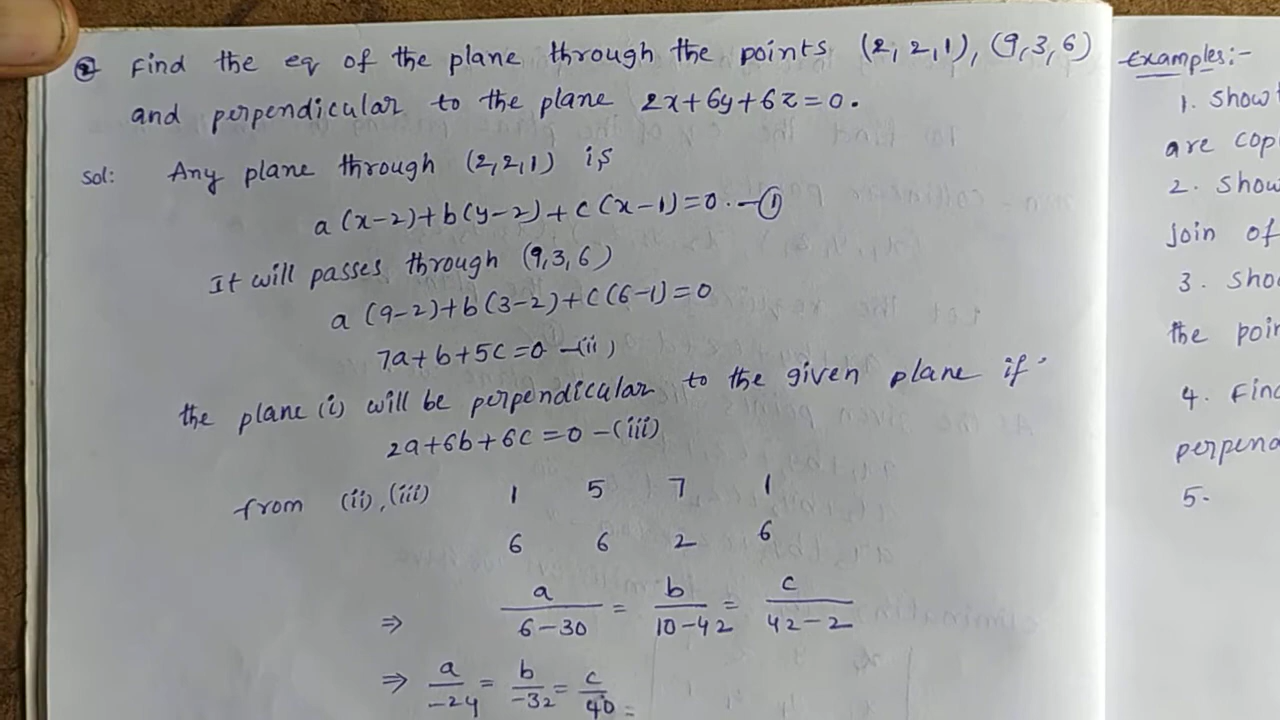 ② Find the eq of the plane through the points (2,2,1), (9,3,6)
and perpendicular to the plane 2x+6y+6z=0.
Sol: Any plane through (2,2,1) is
a(x-2)+b(y-2)+c(x-1)=0. -①
It will passes through (9,3,6)
a(9-2)+b(3-2)+c(6-1)=0
7a+b+5c=0 -(ii)
the plane (i) will be perpendicular to the given plane if
2a+6b+6c=0 -(iii)
from (ii),(iii) 1 5 7 1
6 6 2 6
⇒ a/(6-30) = b/(10-42) = c/(42-2)
⇒ a/-24 = b/-32 = c/40 =
Examples:-
1. Show
are cop
2. Show
join of
3. Sho
the poin
4. Find
perpend
5.